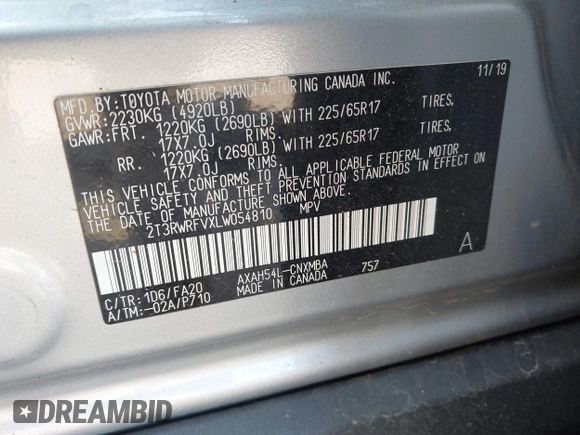 MFD.BY:TØYOTA MOTOR MANUFACTURING CANADA INC. 11/19
GVWR:2230KG (4920LB)
GAWR:FRT. 1220KG (2690LB) WITH 225/65R17 TIRES,
17X7.0J RIMS
RR. 1220KG (2690LB) WITH 225/65R17 TIRES,
17X7.0J RIMS
THIS VEHICLE CONFORMS TO ALL APPLICABLE FEDERAL MOTOR
VEHICLE SAFETY AND THEFT PREVENTION STANDARDS IN EFFECT ON
THE DATE OF MANUFACTURE SHOWN ABOVE.
2T3RWRFVXLW054810 MPV
A
C/TR:1D6/FA20 AXAH54L-CNXMBA 757
A/TM:-02A/P710 MADE IN CANADA
DREAMBID